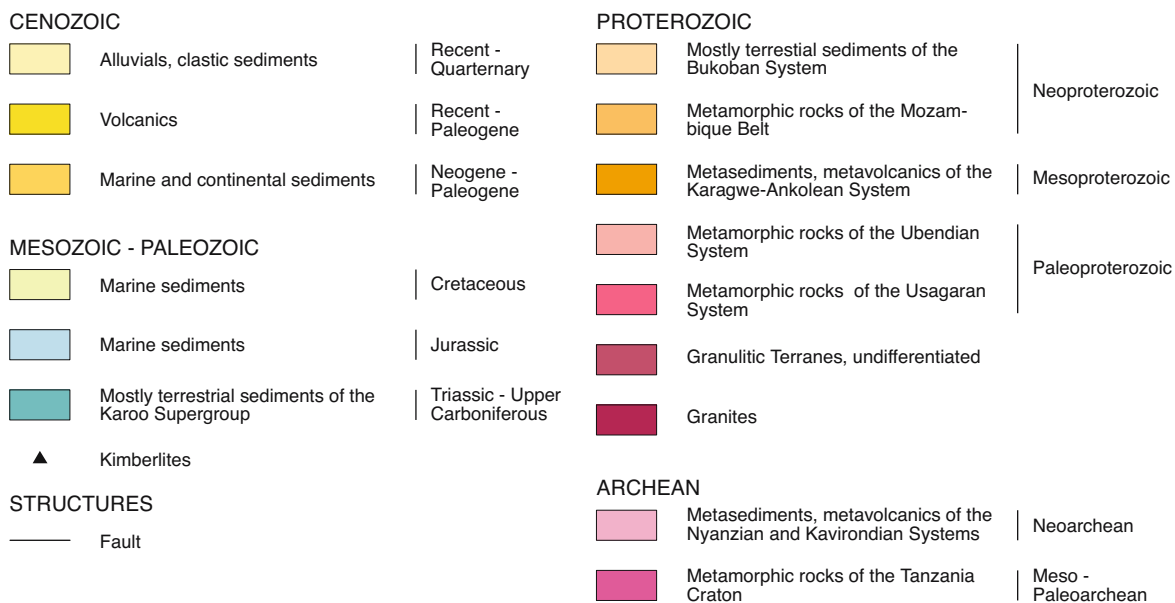 CENOZOIC
Alluvials, clastic sediments
Recent -
Quarternary
Volcanics
Recent -
Paleogene
Marine and continental sediments
Neogene -
Paleogene
MESOZOIC - PALEOZOIC
Marine sediments
Cretaceous
Marine sediments
Jurassic
Mostly terrestrial sediments of the
Karoo Supergroup
Triassic - Upper
Carboniferous
Kimberlites
STRUCTURES
Fault
PROTEROZOIC
Mostly terrestial sediments of the
Bukoban System
Neoproterozoic
Metamorphic rocks of the Mozam-
bique Belt
Metasediments, metavolcanics of the
Karagwe-Ankolean System
Mesoproterozoic
Metamorphic rocks of the Ubendian
System
Paleoproterozoic
Metamorphic rocks of the Usagaran
System
Granulitic Terranes, undifferentiated
Granites
ARCHEAN
Metasediments, metavolcanics of the
Nyanzian and Kavirondian Systems
Neoarchean
Metamorphic rocks of the Tanzania
Craton
Meso -
Paleoarchean